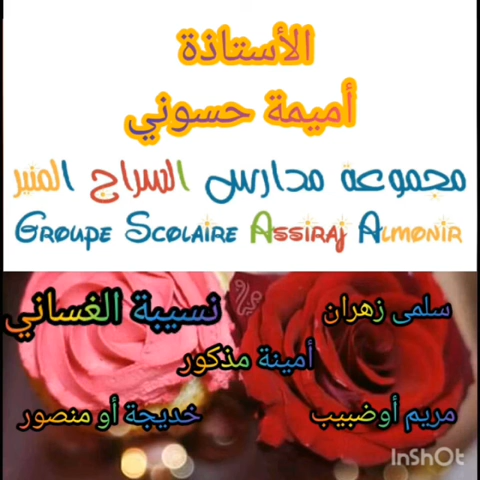 الأستاذة
أميمة حسوني
مجموعة مدارس السراج المنير
GROUPE SCOLAIRE ASSIRAJ ALMONIR
سلمى زهران
نسيبة الغساني
أمينة مذكور
مريم أوضبيب
خديجة أو منصور
InShOt